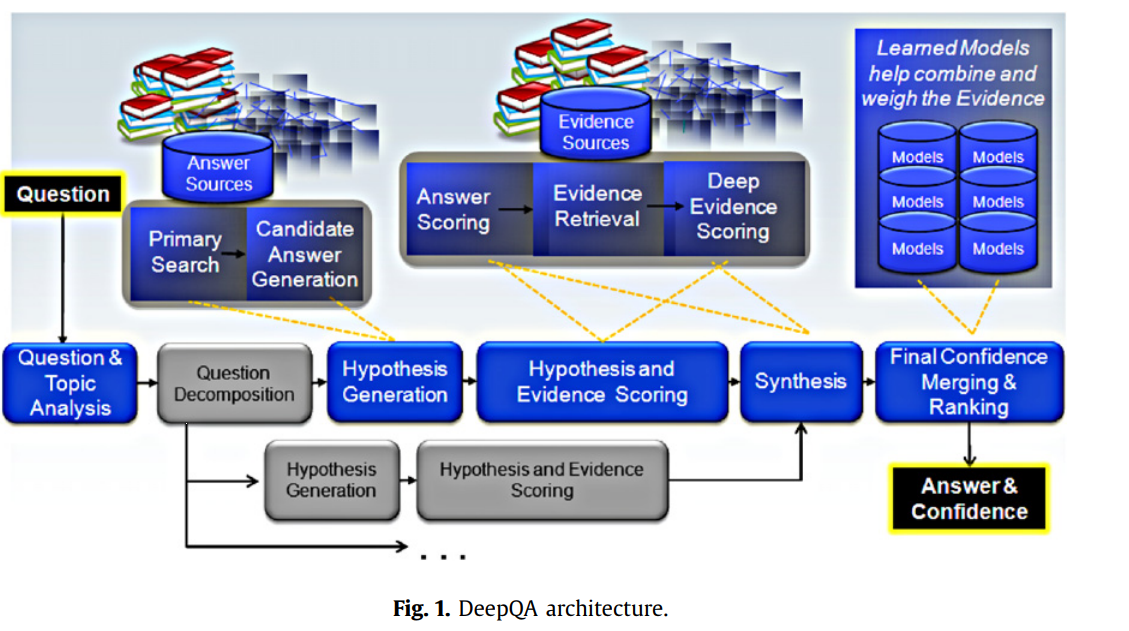 Learned Models
help combine and
weigh the Evidence
Answer
Sources
Evidence
Sources
Models
Models
Models
Models
Models
Models
Question
Primary
Search
Candidate
Answer
Generation
Answer
Scoring
Evidence
Retrieval
Deep
Evidence
Scoring
Question &
Topic
Analysis
Question
Decomposition
Hypothesis
Generation
Hypothesis and
Evidence Scoring
Synthesis
Final Confidence
Merging &
Ranking
Hypothesis
Generation
Hypothesis and Evidence
Scoring
Answer &
Confidence
. . .
Fig. 1. DeepQA architecture.